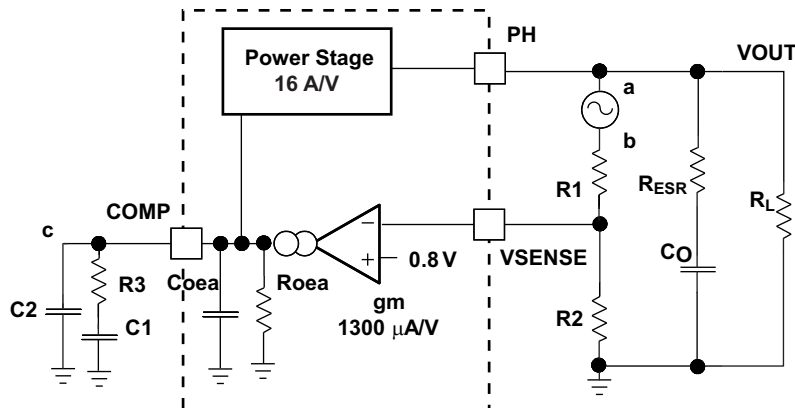 PH
VOUT
Power Stage
16 A/V
a
b
R1
RESR
RL
COMP
c
−
+
0.8 V
VSENSE
CO
R3
Coea
Roea
gm
1300 μA/V
C2
C1
R2